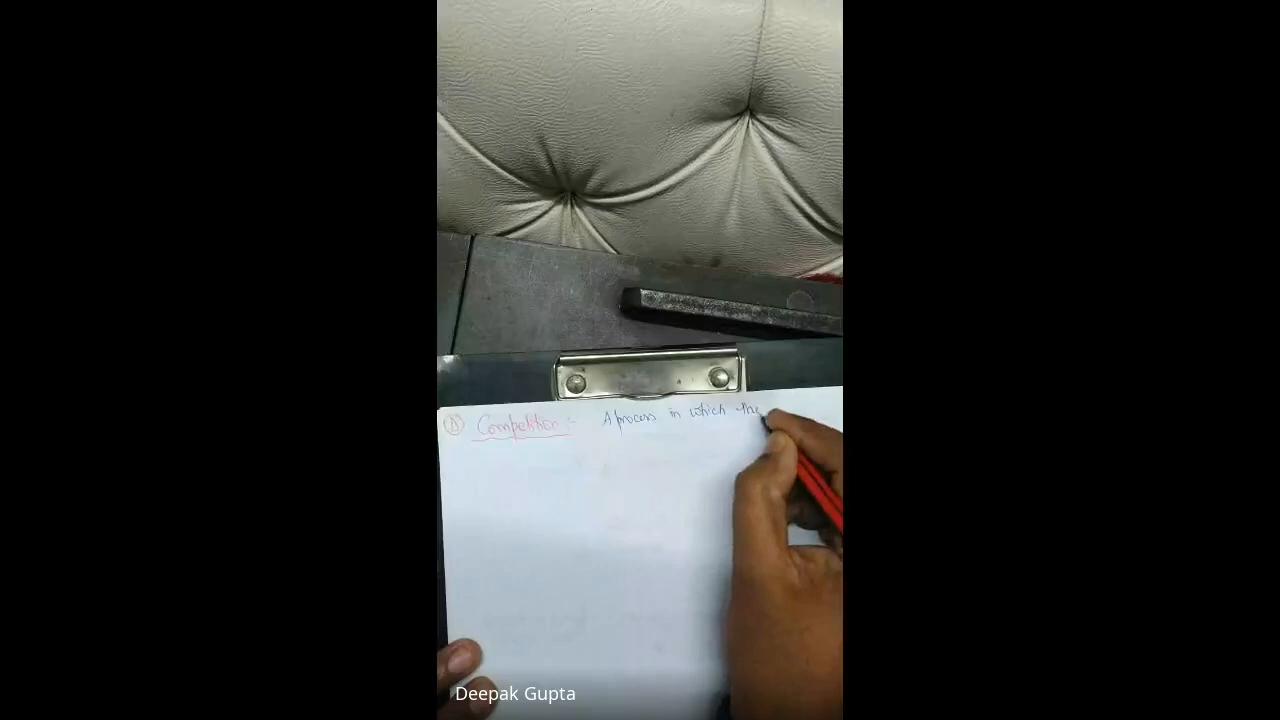 Ⓐ Competition :- A process in which the
Deepak Gupta